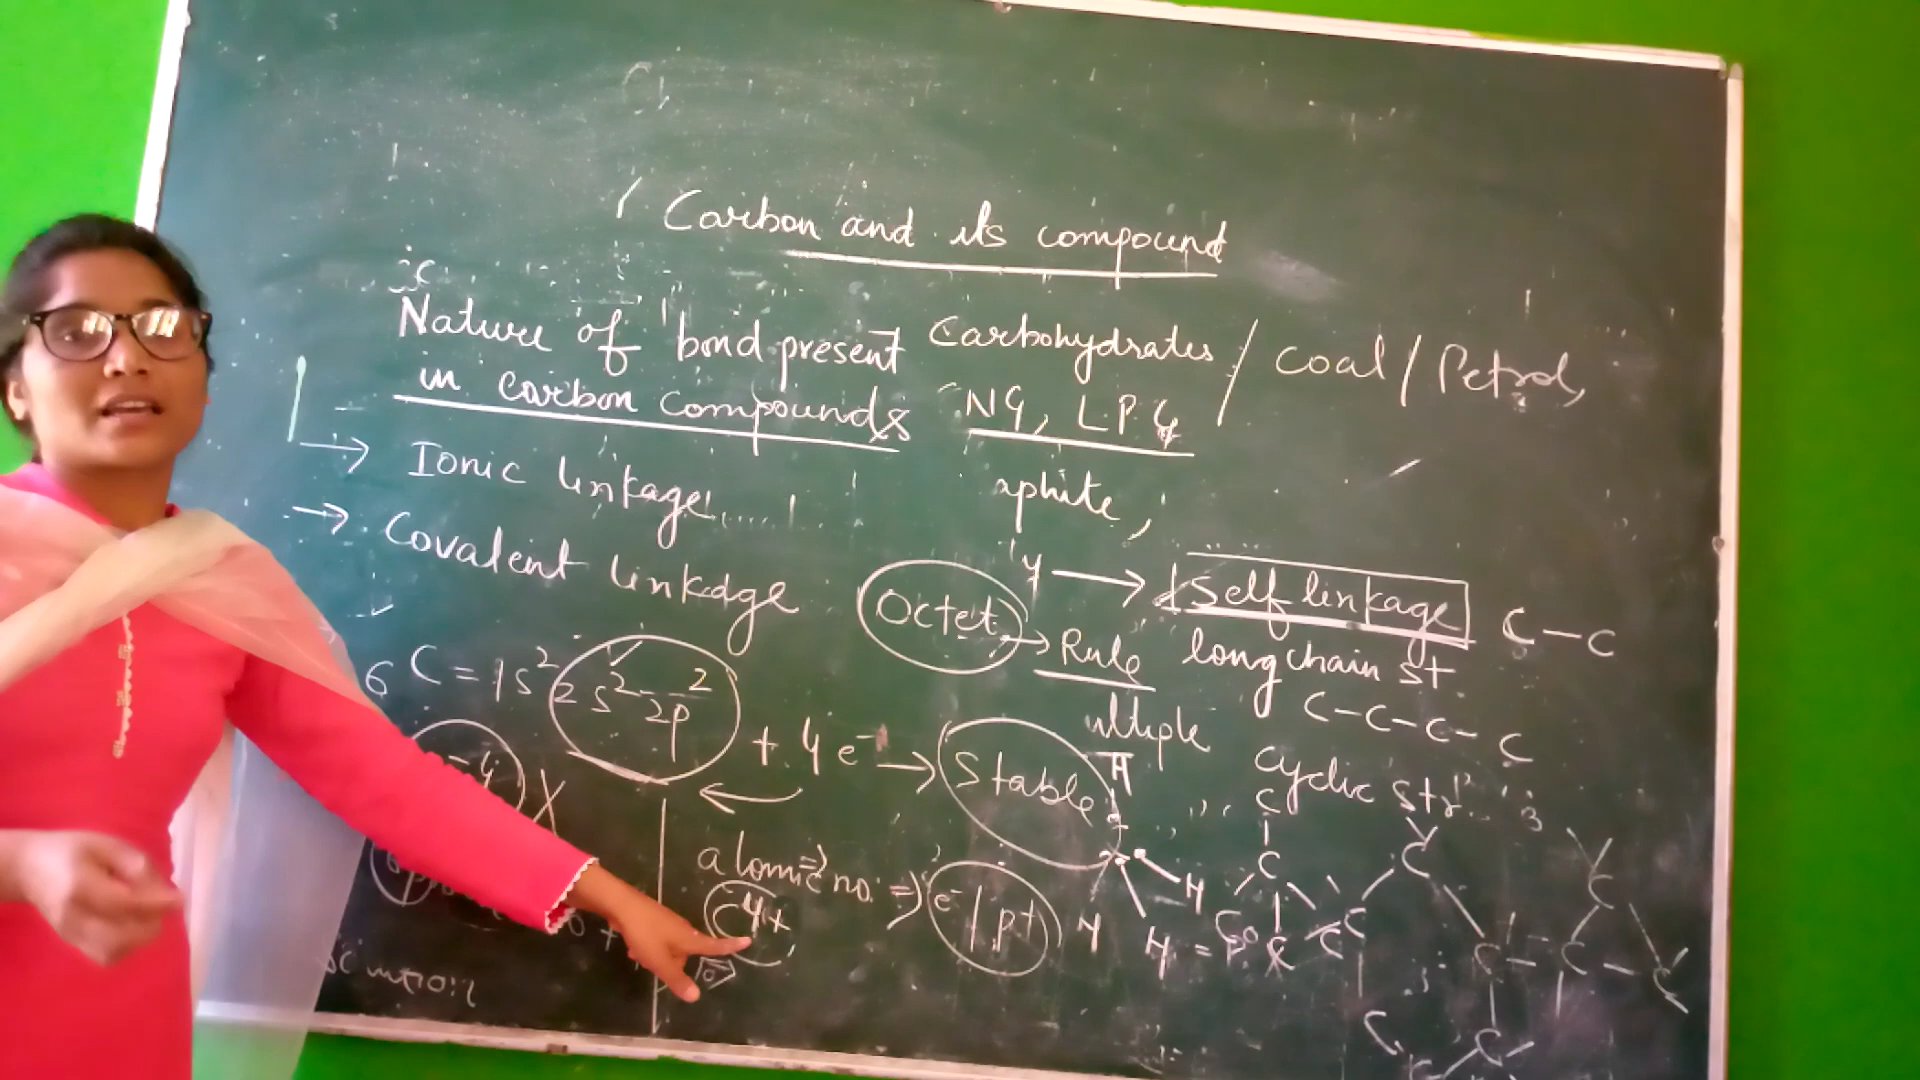 Carbon and its compound
Nature of bond present
in carbon compounds
Carbohydrates / Coal / Petrol,
NG, LPG
→ Ionic linkage
→ Covalent linkage
aphite,
Octet → Rule
y → self linkage C-C
long chain st
C-C-C-C
ultiple
cyclic str
6 C = 1s² 2s² 2p² + 4e⁻ → Stable
atomic no. ⇒ e⁻/p+
C⁴⁺